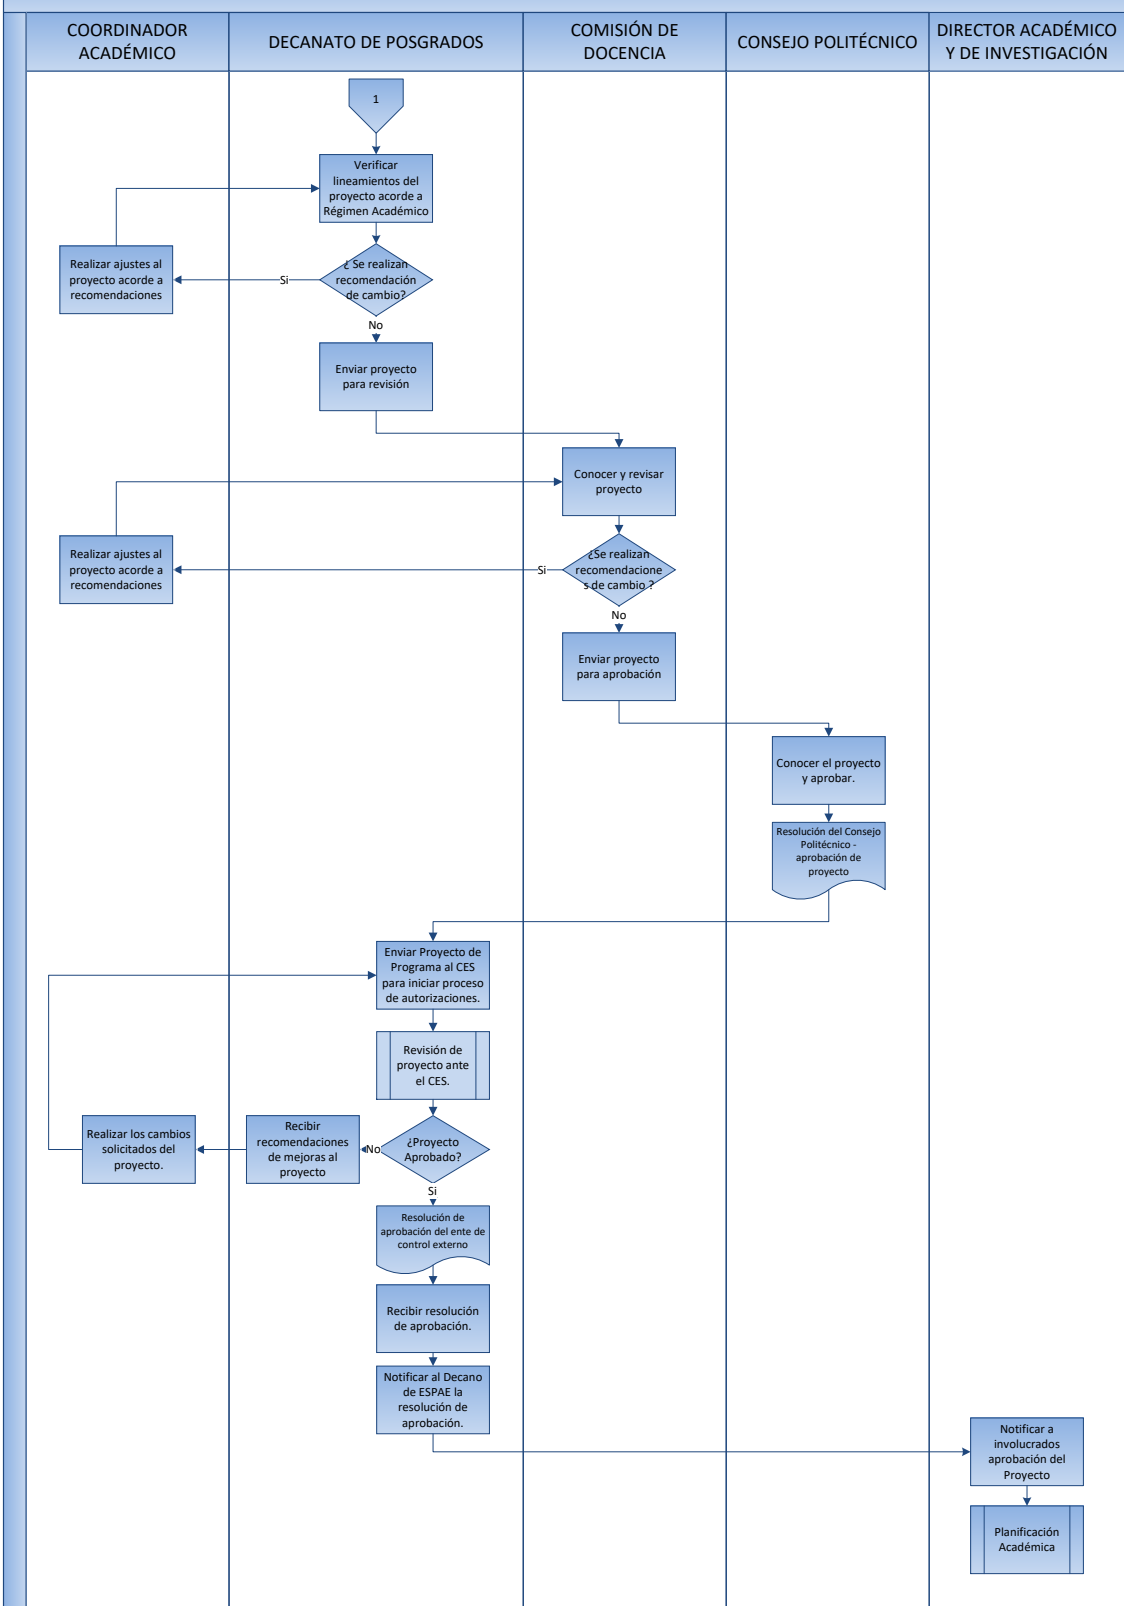 COORDINADOR
ACADÉMICO
DECANATO DE POSGRADOS
COMISIÓN DE
DOCENCIA
CONSEJO POLITÉCNICO
DIRECTOR ACADÉMICO
Y DE INVESTIGACIÓN
1
Verificar
lineamientos del
proyecto acorde a
Régimen Académico
Realizar ajustes al
proyecto acorde a
recomendaciones
Si
¿ Se realizan
recomendación
de cambio?
No
Enviar proyecto
para revisión
Conocer y revisar
proyecto
Realizar ajustes al
proyecto acorde a
recomendaciones
Si
¿Se realizan
recomendacione
s de cambio ?
No
Enviar proyecto
para aprobación
Conocer el proyecto
y aprobar.
Resolución del Consejo
Politécnico -
aprobación de
proyecto
Enviar Proyecto de
Programa al CES
para iniciar proceso
de autorizaciones.
Revisión de
proyecto ante
el CES.
Realizar los cambios
solicitados del
proyecto.
Recibir
recomendaciones
de mejoras al
proyecto
No
¿Proyecto
Aprobado?
Si
Resolución de
aprobación del ente de
control externo
Recibir resolución
de aprobación.
Notificar al Decano
de ESPAE la
resolución de
aprobación.
Notificar a
involucrados
aprobación del
Proyecto
Planificación
Académica